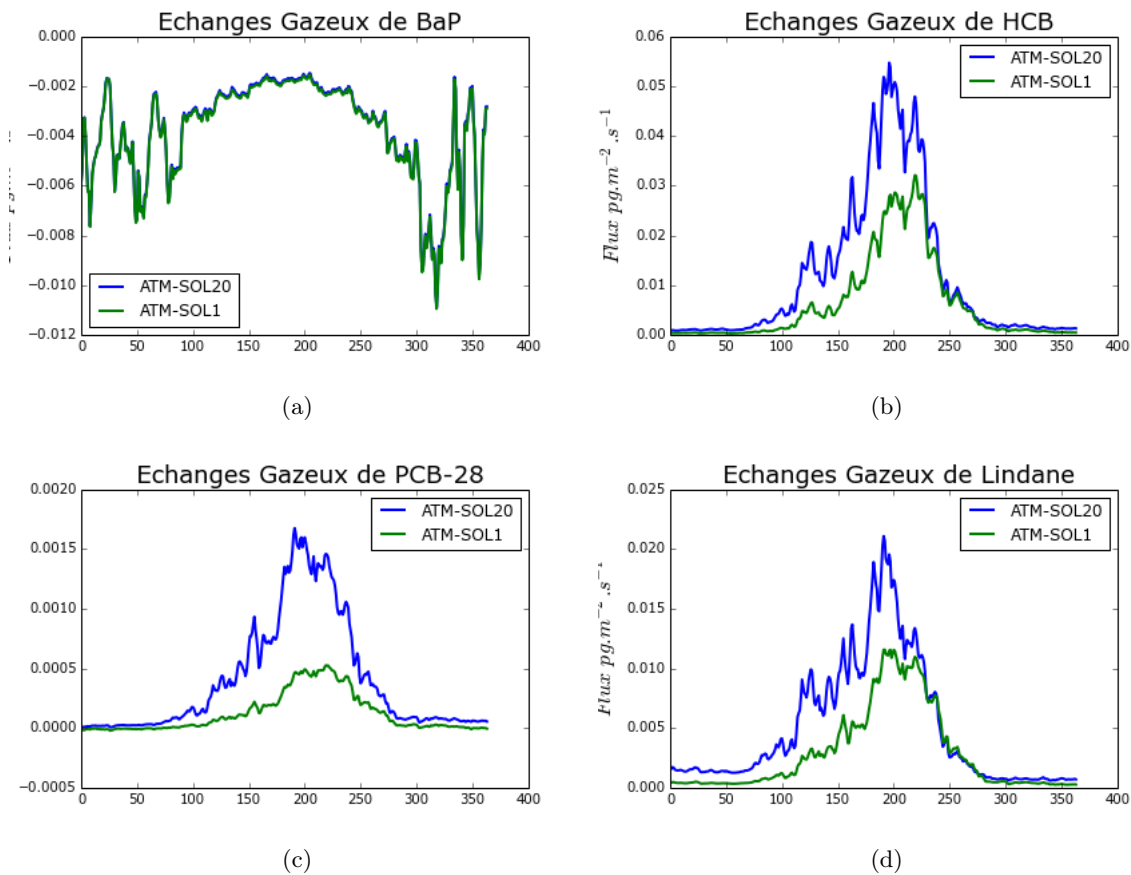 Echanges Gazeux de BaP
0.000
−0.002
−0.004
−0.006
−0.008
−0.010
−0.012
0 50 100 150 200 250 300 350 400
ATM-SOL20
ATM-SOL1
(a)
Echanges Gazeux de HCB
Flux pg.m−2 .s−1
0.06
0.05
0.04
0.03
0.02
0.01
0.00
0 50 100 150 200 250 300 350 400
ATM-SOL20
ATM-SOL1
(b)
Echanges Gazeux de PCB-28
0.0020
0.0015
0.0010
0.0005
0.0000
−0.0005
0 50 100 150 200 250 300 350 400
ATM-SOL20
ATM-SOL1
(c)
Echanges Gazeux de Lindane
Flux pg.m−2 .s−1
0.025
0.020
0.015
0.010
0.005
0.000
0 50 100 150 200 250 300 350 400
ATM-SOL20
ATM-SOL1
(d)